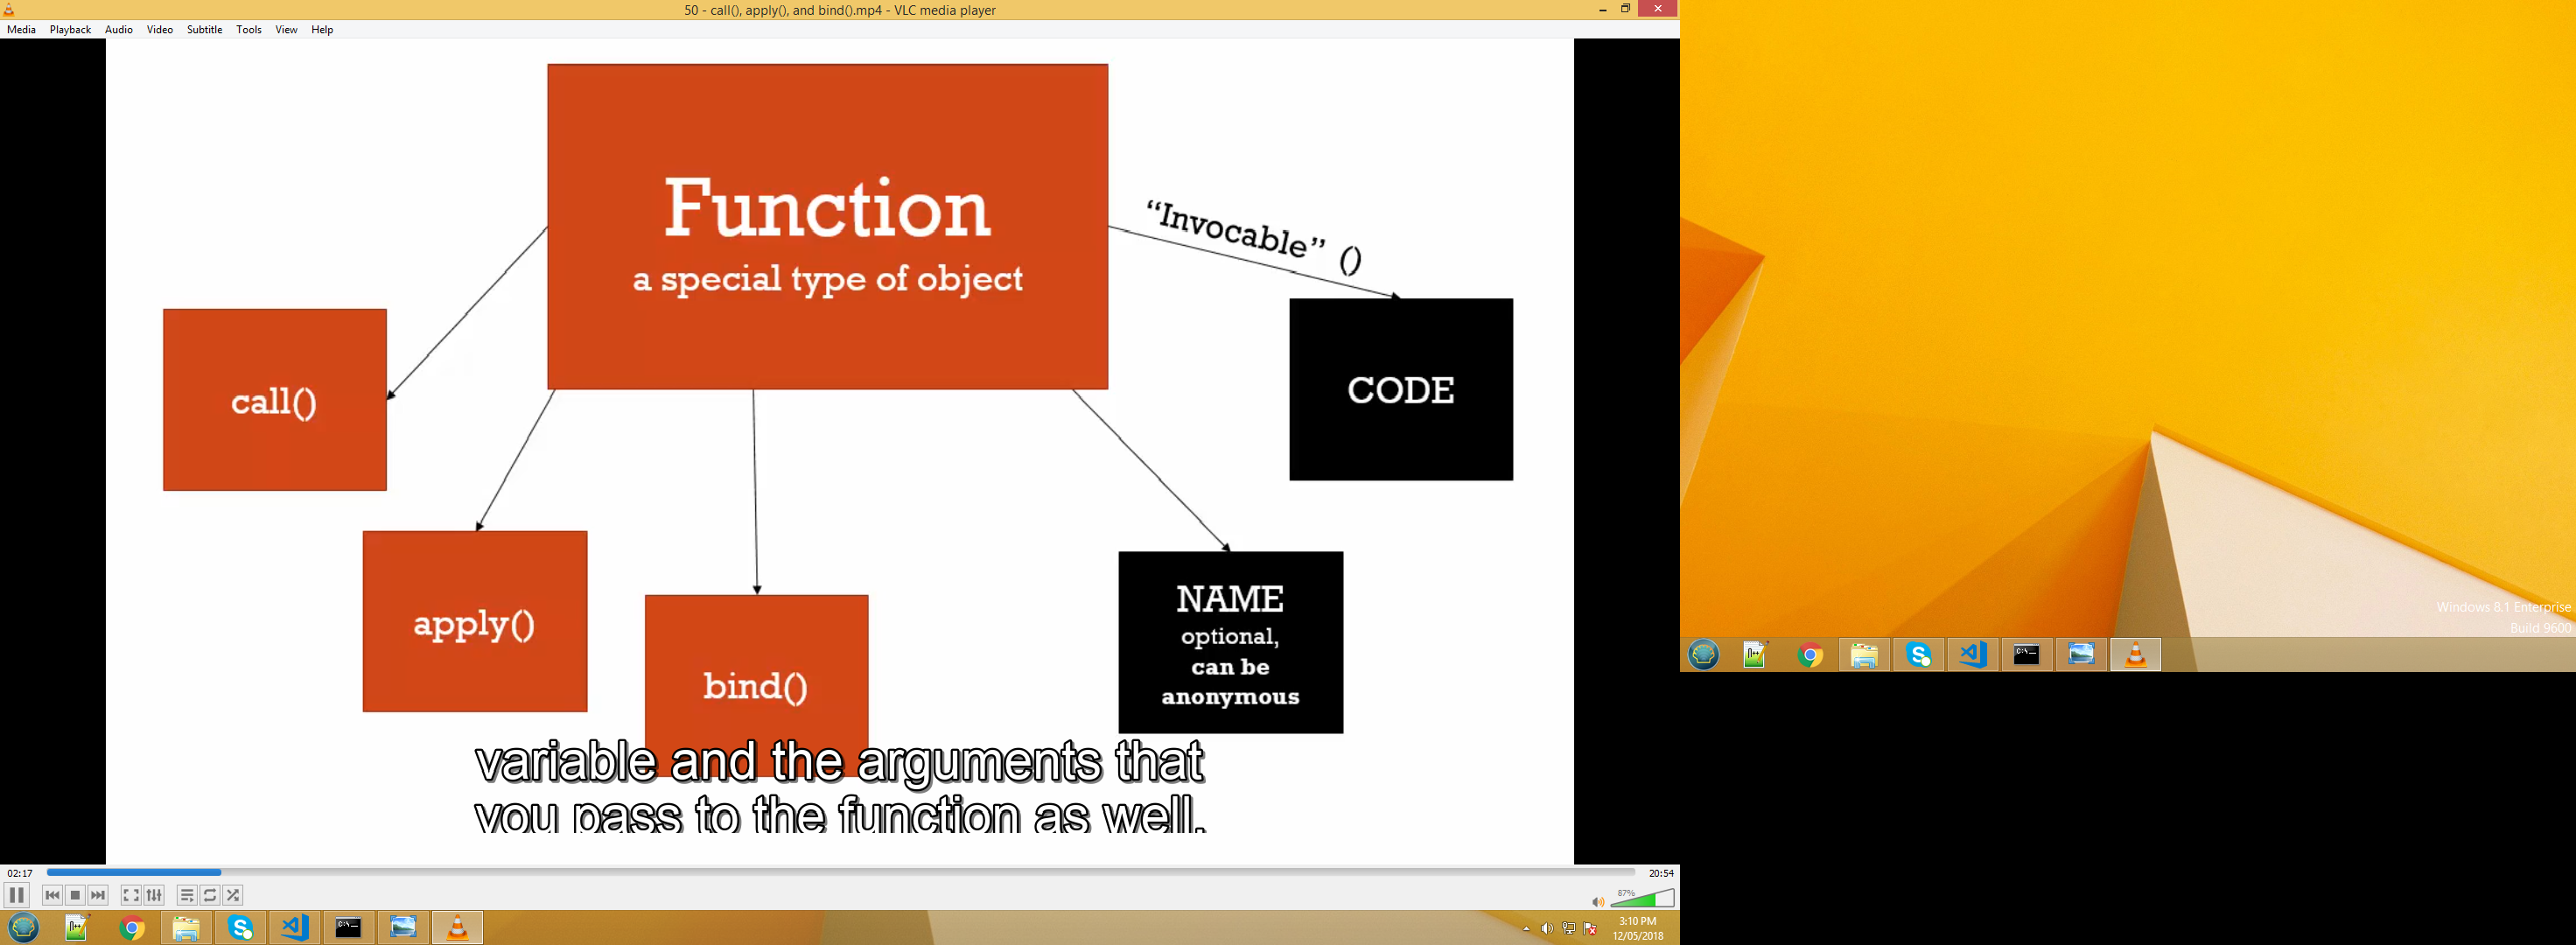 50 - call(), apply(), and bind().mp4 - VLC media player
Media Playback Audio Video Subtitle Tools View Help
Function
a special type of object
"Invocable" ()
CODE
call()
apply()
bind()
NAME
optional,
can be
anonymous
variable and the arguments that
you pass to the function as well.
02:17
20:54
87%
3:10 PM
12/05/2018
Windows 8.1 Enterprise
Build 9600